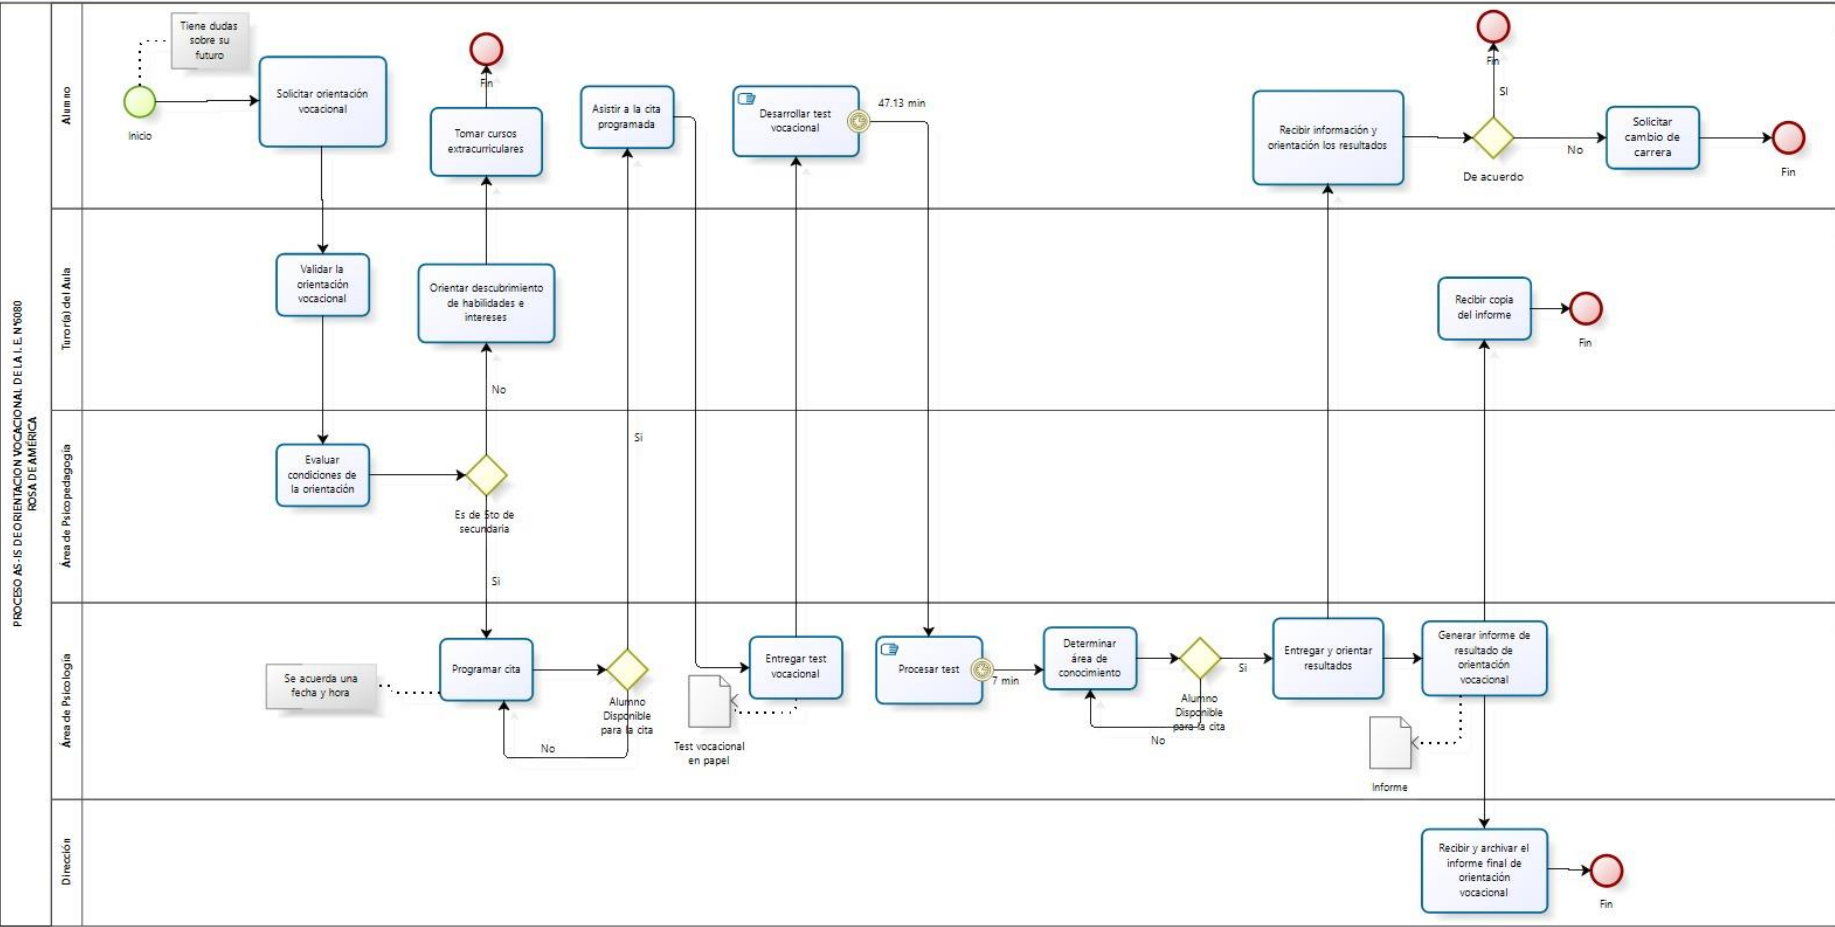 PROCESO AS-IS DE ORIENTACION VOCACIONAL DE LA I. E. N°6080
ROSA DE AMÉRICA
Alumno
Tiene dudas
sobre su
futuro
Inicio
Solicitar orientación
vocacional
Fin
Tomar cursos
extracurriculares
Asistir a la cita
programada
Desarrollar test
vocacional
47.13 min
Recibir información y
orientación los resultados
Fin
Si
De acuerdo
No
Solicitar
cambio de
carrera
Fin
Turor(a) del Aula
Validar la
orientación
vocacional
Orientar descubrimiento
de habilidades e
intereses
No
Recibir copia
del informe
Fin
Área de Psicopedagogía
Evaluar
condiciones de
la orientación
Es de 5to de
secundaria
Si
Si
Área de Psicología
Se acuerda una
fecha y hora
Programar cita
No
Alumno
Disponible
para la cita
Entregar test
vocacional
Test vocacional
en papel
Procesar test
7 min
Determinar
área de
conocimiento
Alumno
Disponible
para la cita
No
Si
Entregar y orientar
resultados
Generar informe de
resultado de
orientación
vocacional
Informe
Dirección
Recibir y archivar el
informe final de
orientación
vocacional
Fin